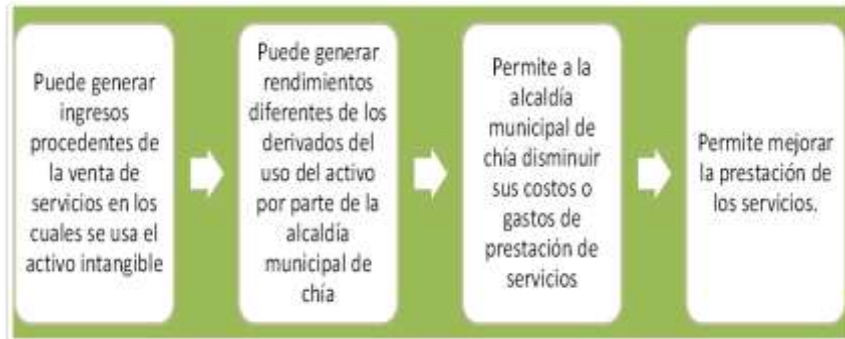 Puede generar
ingresos
procedentes de
la venta de
servicios en los
cuales se usa el
activo intangible
Puede generar
rendimientos
diferentes de los
derivados del
uso del activo
por parte de la
alcaldía
municipal de
chía
Permite a la
alcaldía
municipal de
chía disminuir
sus costos o
gastos de
prestación de
servicios
Permite mejorar
la prestación de
los servicios.